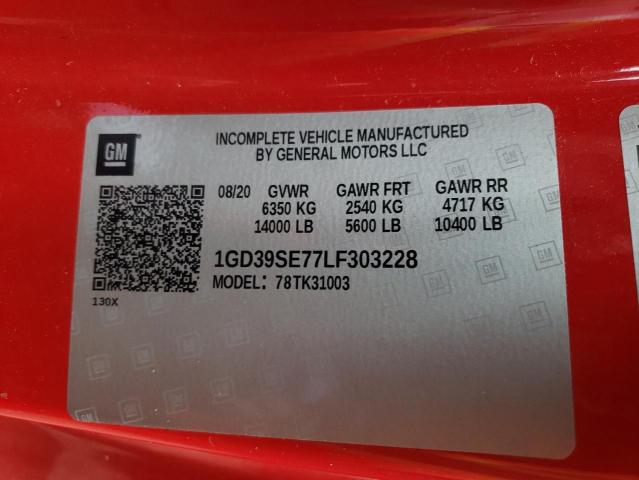 GM
INCOMPLETE VEHICLE MANUFACTURED
BY GENERAL MOTORS LLC
08/20 GVWR GAWR FRT GAWR RR
6350 KG 2540 KG 4717 KG
14000 LB 5600 LB 10400 LB
1GD39SE77LF303228
MODEL: 78TK31003
130X